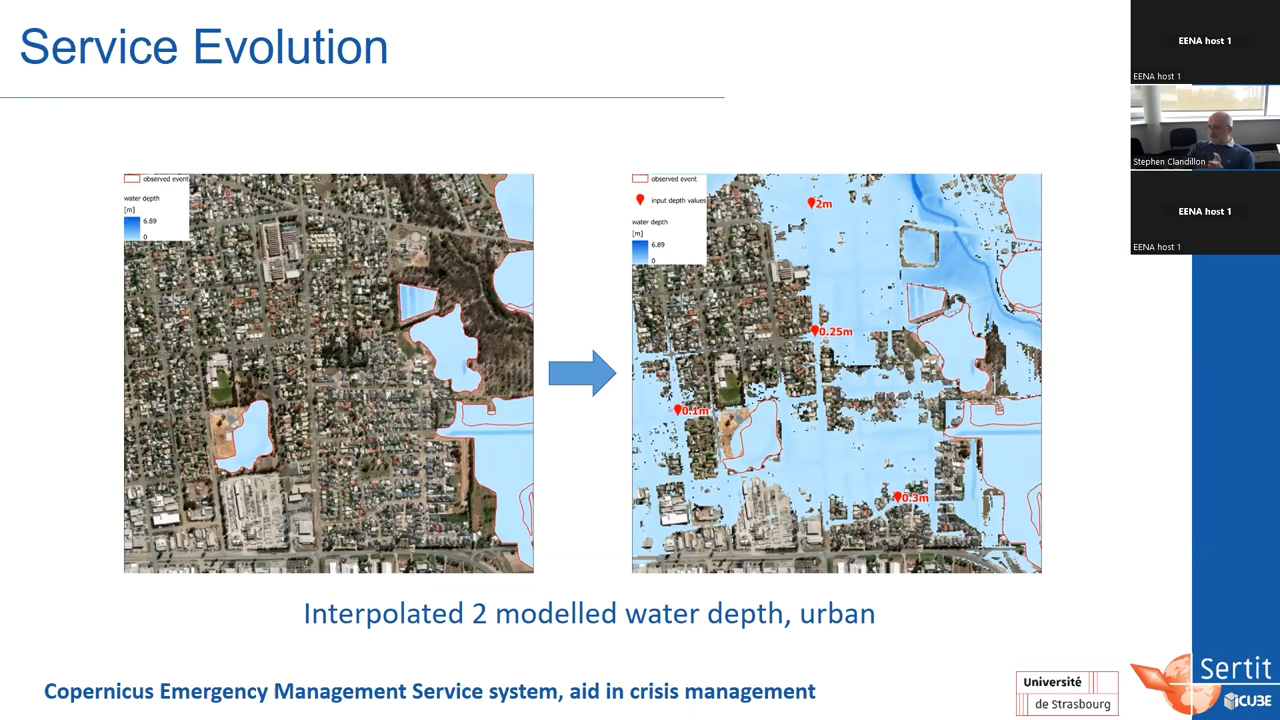 Service Evolution
EENA host 1
EENA host 1
Stephen Clandillon
EENA host 1
EENA host 1
observed event
water depth
[m]
6.89
0
observed event
input depth values
water depth
[m]
6.89
0
2m
0.25m
0.1m
0.3m
Interpolated 2 modelled water depth, urban
Copernicus Emergency Management Service system, aid in crisis management
Université
de Strasbourg
Sertit
iCUBE